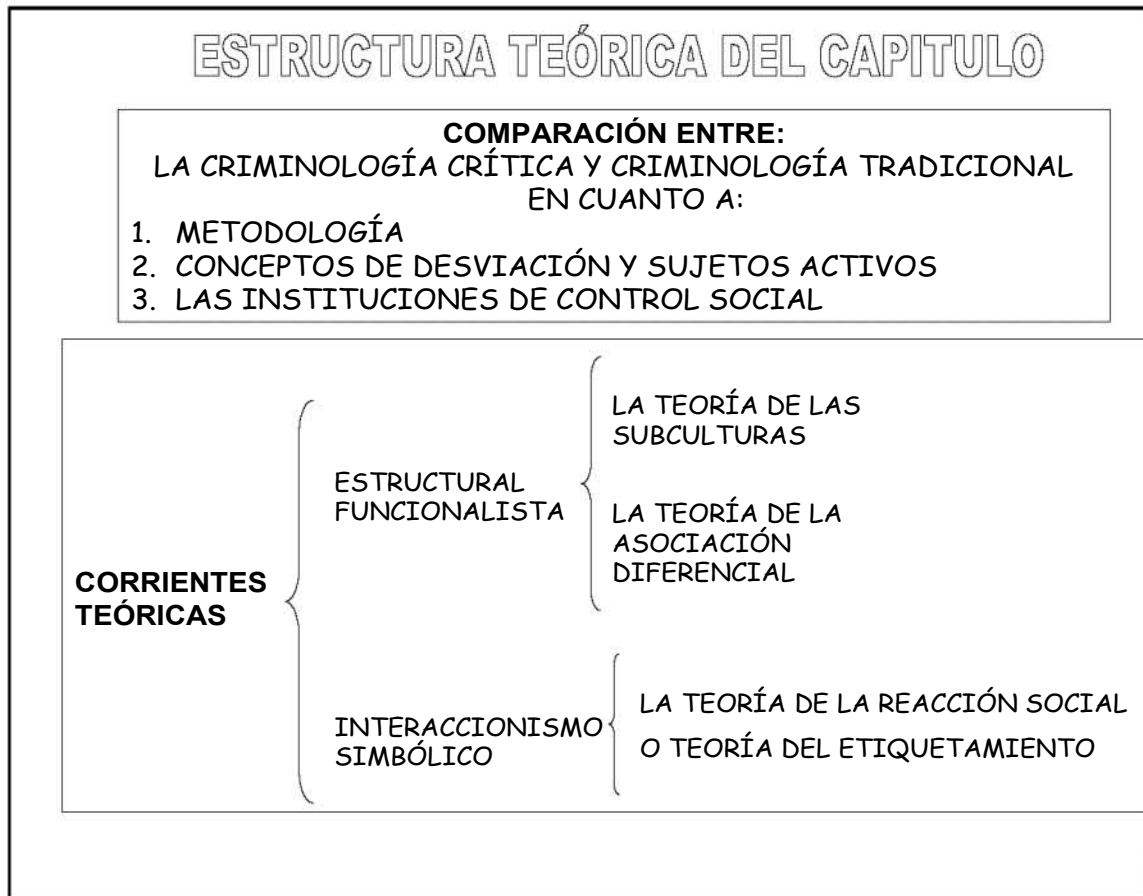 ESTRUCTURA TEÓRICA DEL CAPITULO
COMPARACIÓN ENTRE:
LA CRIMINOLOGÍA CRÍTICA Y CRIMINOLOGÍA TRADICIONAL
EN CUANTO A:
1. METODOLOGÍA
2. CONCEPTOS DE DESVIACIÓN Y SUJETOS ACTIVOS
3. LAS INSTITUCIONES DE CONTROL SOCIAL
CORRIENTES
TEÓRICAS
ESTRUCTURAL
FUNCIONALISTA
LA TEORÍA DE LAS
SUBCULTURAS
LA TEORÍA DE LA
ASOCIACIÓN
DIFERENCIAL
INTERACCIONISMO
SIMBÓLICO
LA TEORÍA DE LA REACCIÓN SOCIAL
O TEORÍA DEL ETIQUETAMIENTO